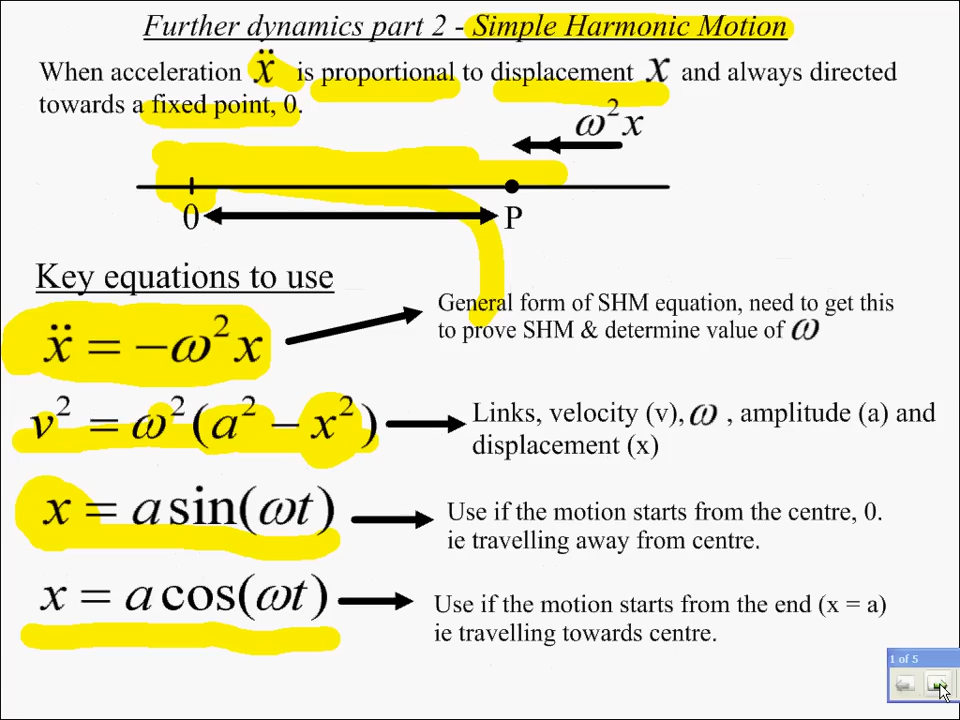 Further dynamics part 2 - Simple Harmonic Motion
When acceleration ẍ is proportional to displacement x and always directed
towards a fixed point, 0.
ω²x
0 P
Key equations to use
ẍ = −ω²x
General form of SHM equation, need to get this
to prove SHM & determine value of ω
v² = ω²(a² − x²)
Links, velocity (v), ω , amplitude (a) and
displacement (x)
x = a sin(ωt)
Use if the motion starts from the centre, 0.
ie travelling away from centre.
x = a cos(ωt)
Use if the motion starts from the end (x = a)
ie travelling towards centre.
1 of 5